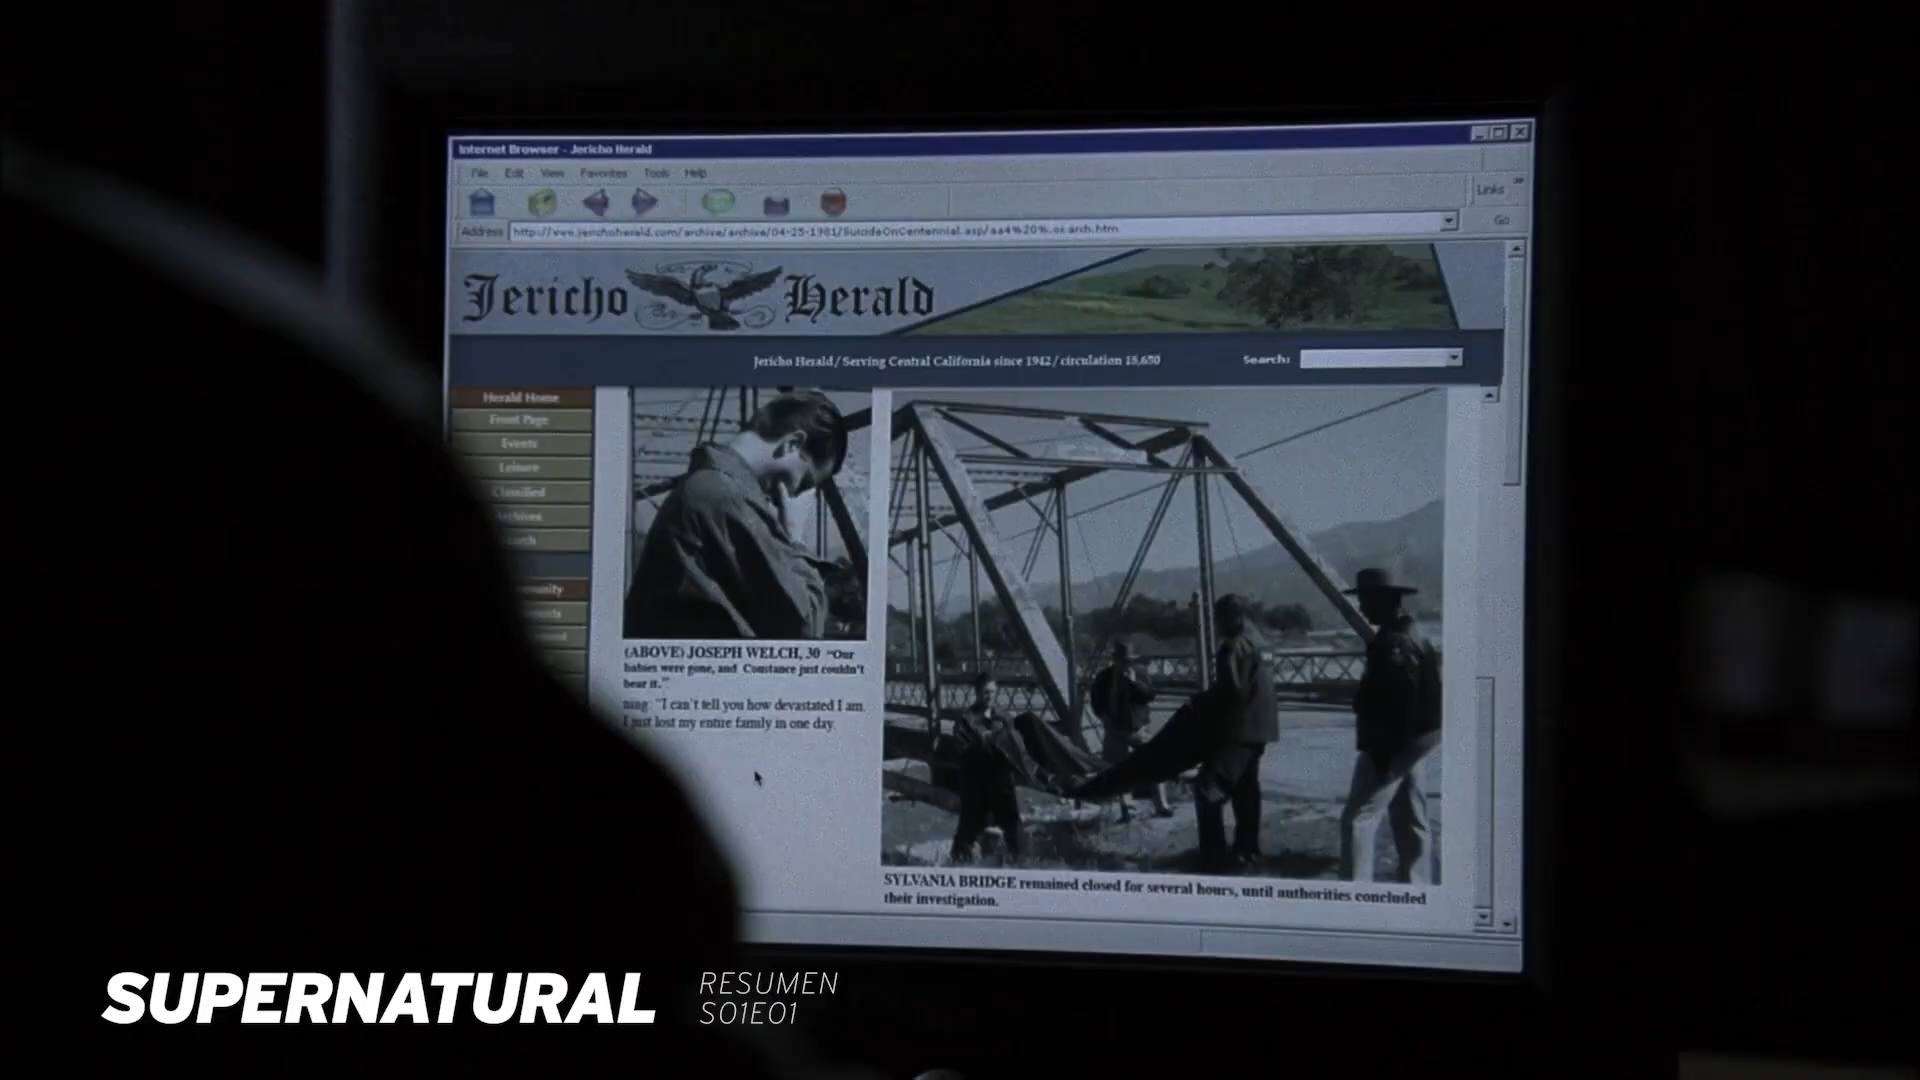 Internet Browser - Jericho Herald
File Edit View Favorites Tools Help
Links
Address
Go
Jericho Herald
Jericho Herald / Serving Central California since 1942 / circulation 18,650
Search:
Herald Home
Front Page
Events
Leisure
Classified
(ABOVE) JOSEPH WELCH, 30 "Our
babies were gone, and Constance just couldn't
bear it."
ning: "I can't tell you how devastated I am.
I just lost my entire family in one day.
SYLVANIA BRIDGE remained closed for several hours, until authorities concluded
their investigation.
SUPERNATURAL
RESUMEN
S01E01